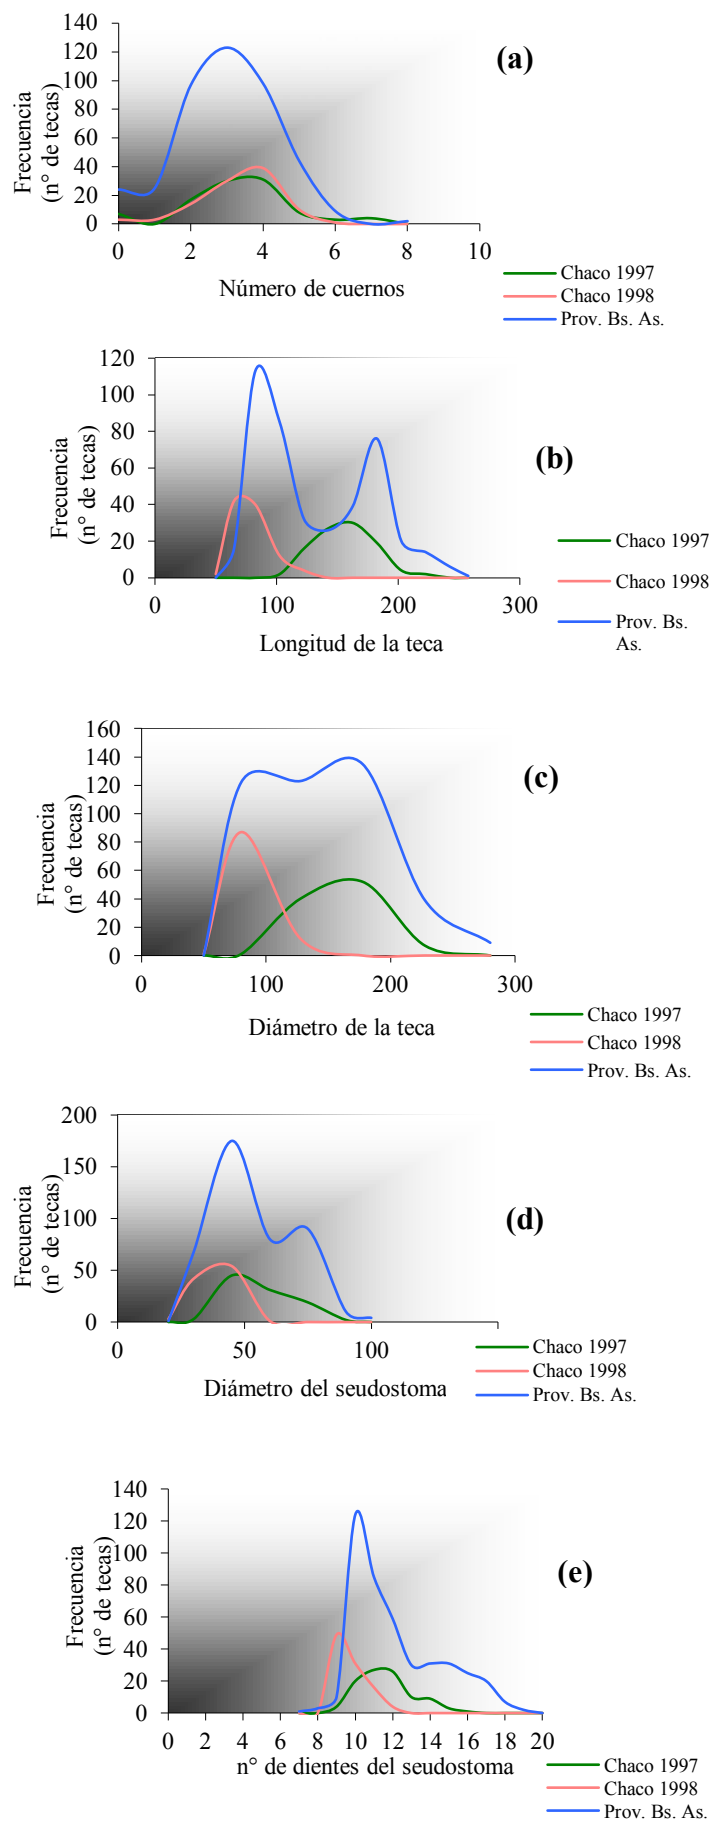 (a)
Frecuencia
(n° de tecas)
140
120
100
80
60
40
20
0
0 2 4 6 8 10
Número de cuernos
Chaco 1997
Chaco 1998
Prov. Bs. As.
(b)
Frecuencia
(n° de tecas)
120
100
80
60
40
20
0
0 100 200 300
Longitud de la teca
Chaco 1997
Chaco 1998
Prov. Bs.
As.
(c)
Frecuencia
(n° de tecas)
160
140
120
100
80
60
40
20
0
0 100 200 300
Diámetro de la teca
Chaco 1997
Chaco 1998
Prov. Bs. As.
(d)
Frecuencia
(n° de tecas)
200
150
100
50
0
0 50 100
Diámetro del seudostoma
Chaco 1997
Chaco 1998
Prov. Bs. As.
(e)
Frecuencia
(n° de tecas)
140
120
100
80
60
40
20
0
0 2 4 6 8 10 12 14 16 18 20
n° de dientes del seudostoma
Chaco 1997
Chaco 1998
Prov. Bs. As.